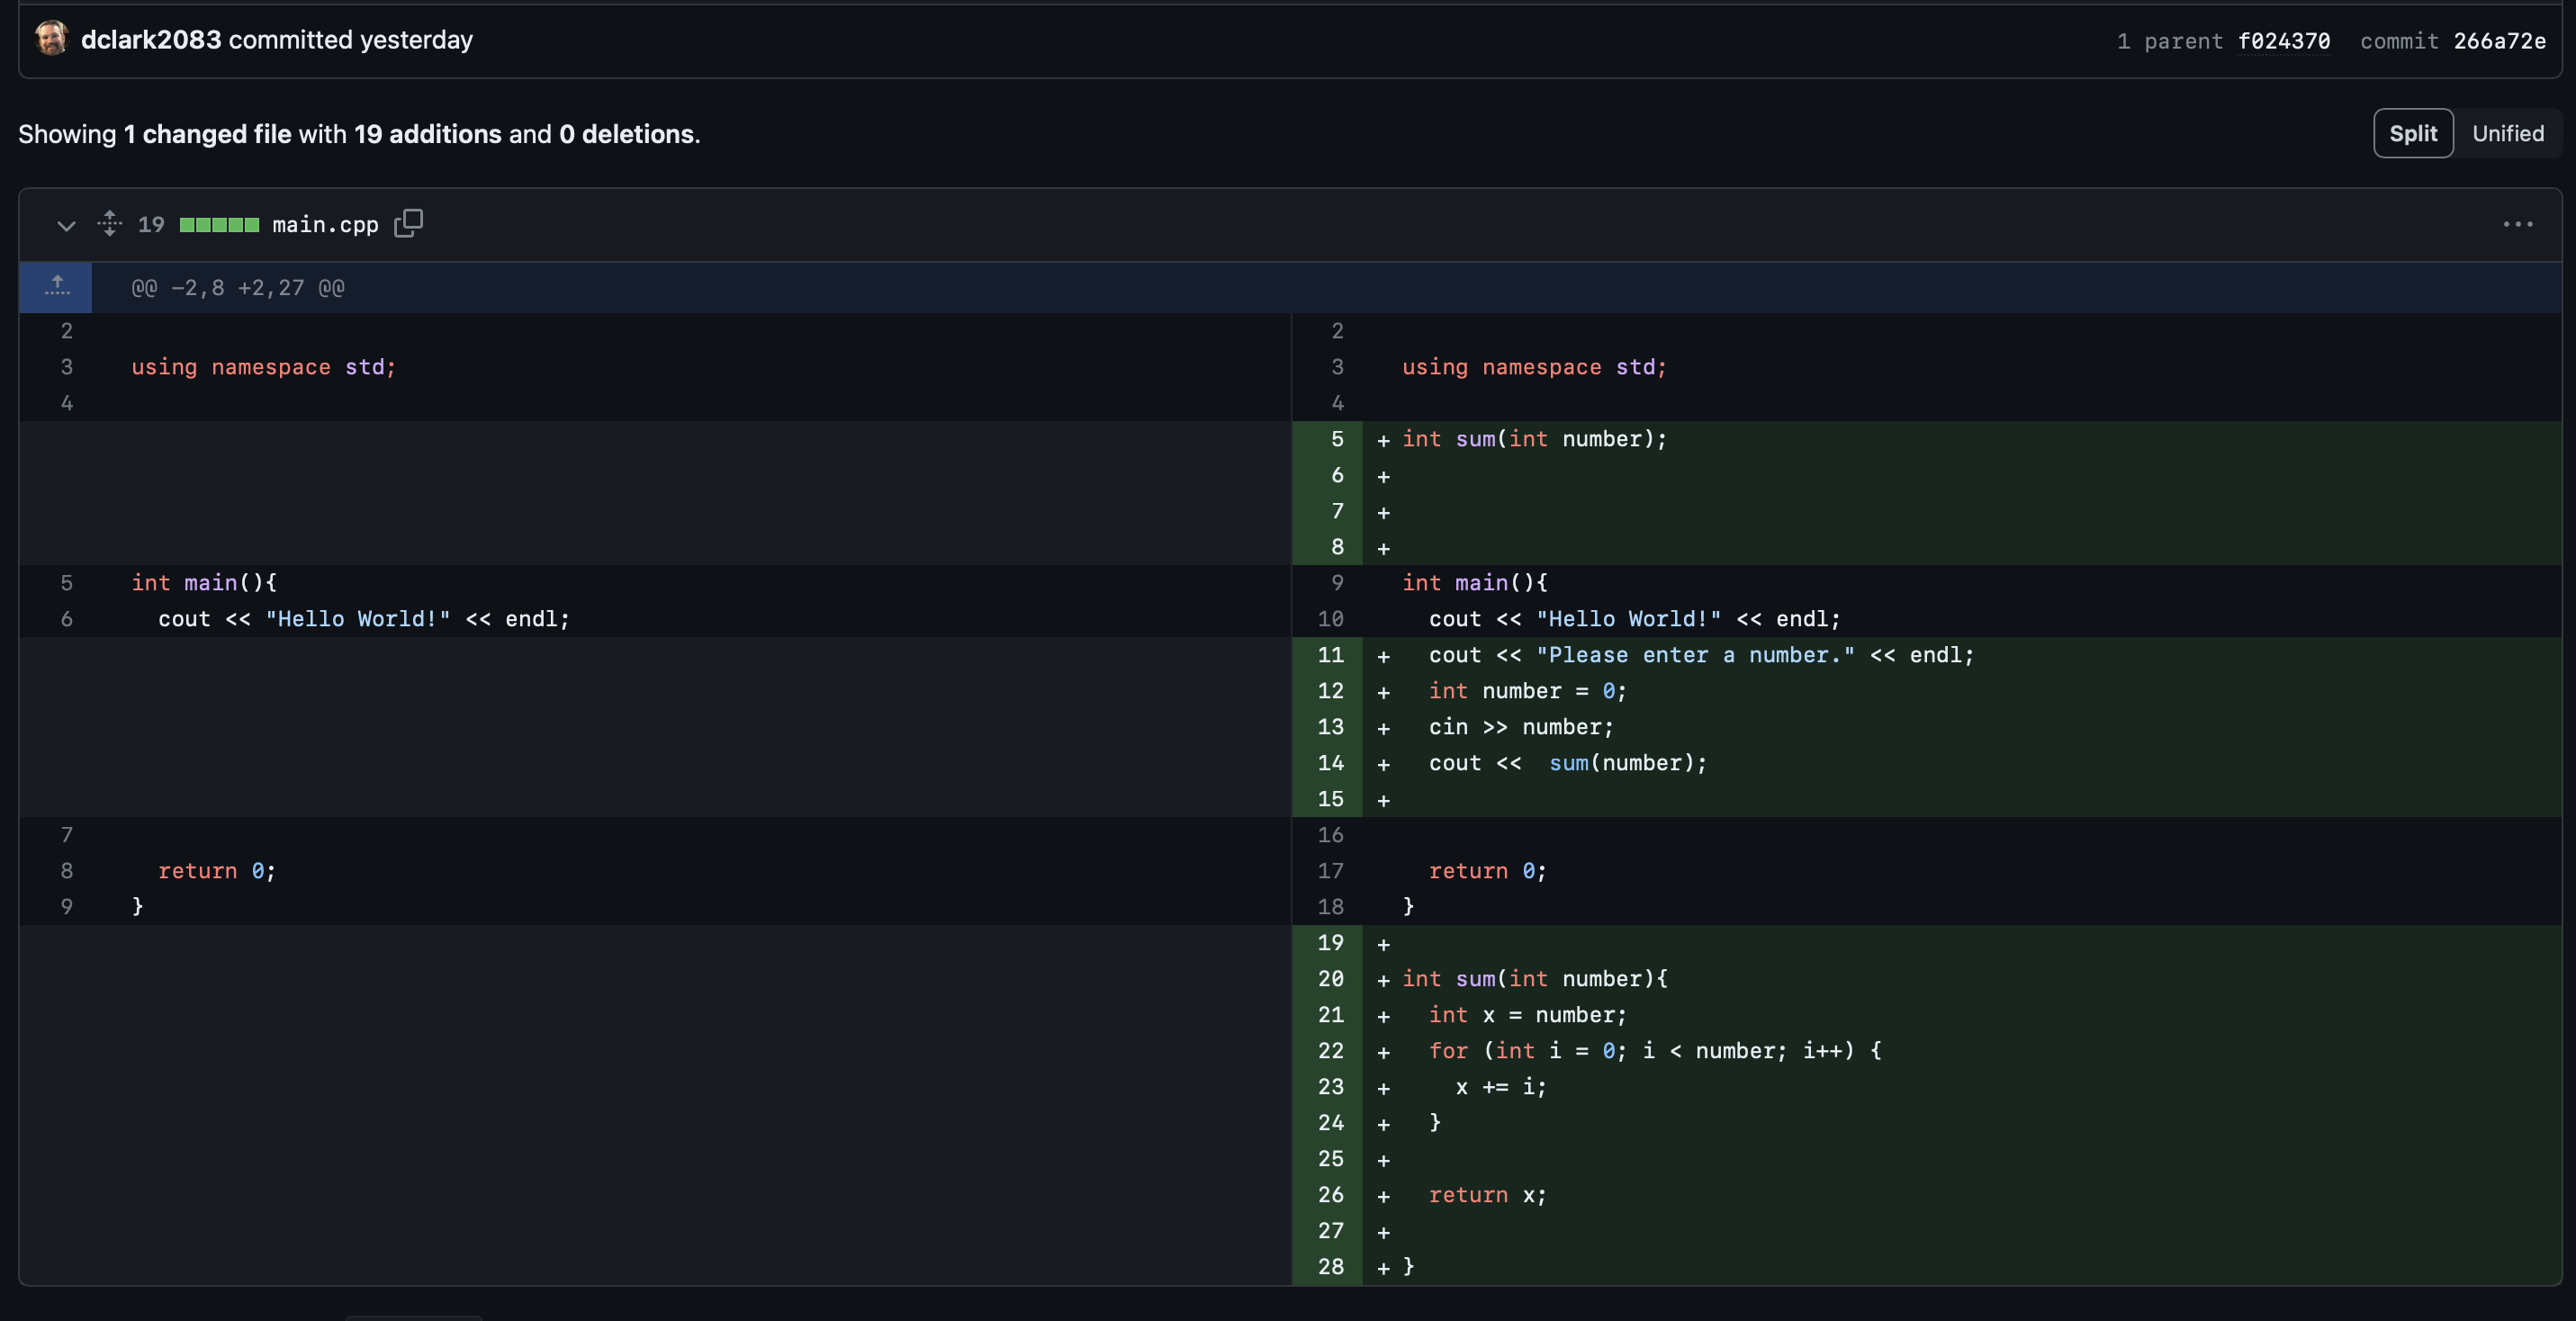 dclark2083 committed yesterday
1 parent f024370 commit 266a72e
Showing 1 changed file with 19 additions and 0 deletions.
Split Unified
19 main.cpp
@@ -2,8 +2,27 @@
2 2
3 using namespace std; 3 using namespace std;
4 4
5 + int sum(int number);
6 +
7 +
8 +
5 int main(){ 9 int main(){
6 cout << "Hello World!" << endl; 10 cout << "Hello World!" << endl;
11 + cout << "Please enter a number." << endl;
12 + int number = 0;
13 + cin >> number;
14 + cout <<  sum(number);
15 +
7 16
8 return 0; 17 return 0;
9 } 18 }
19 +
20 + int sum(int number){
21 + int x = number;
22 + for (int i = 0; i < number; i++) {
23 + x += i;
24 + }
25 +
26 + return x;
27 +
28 + }